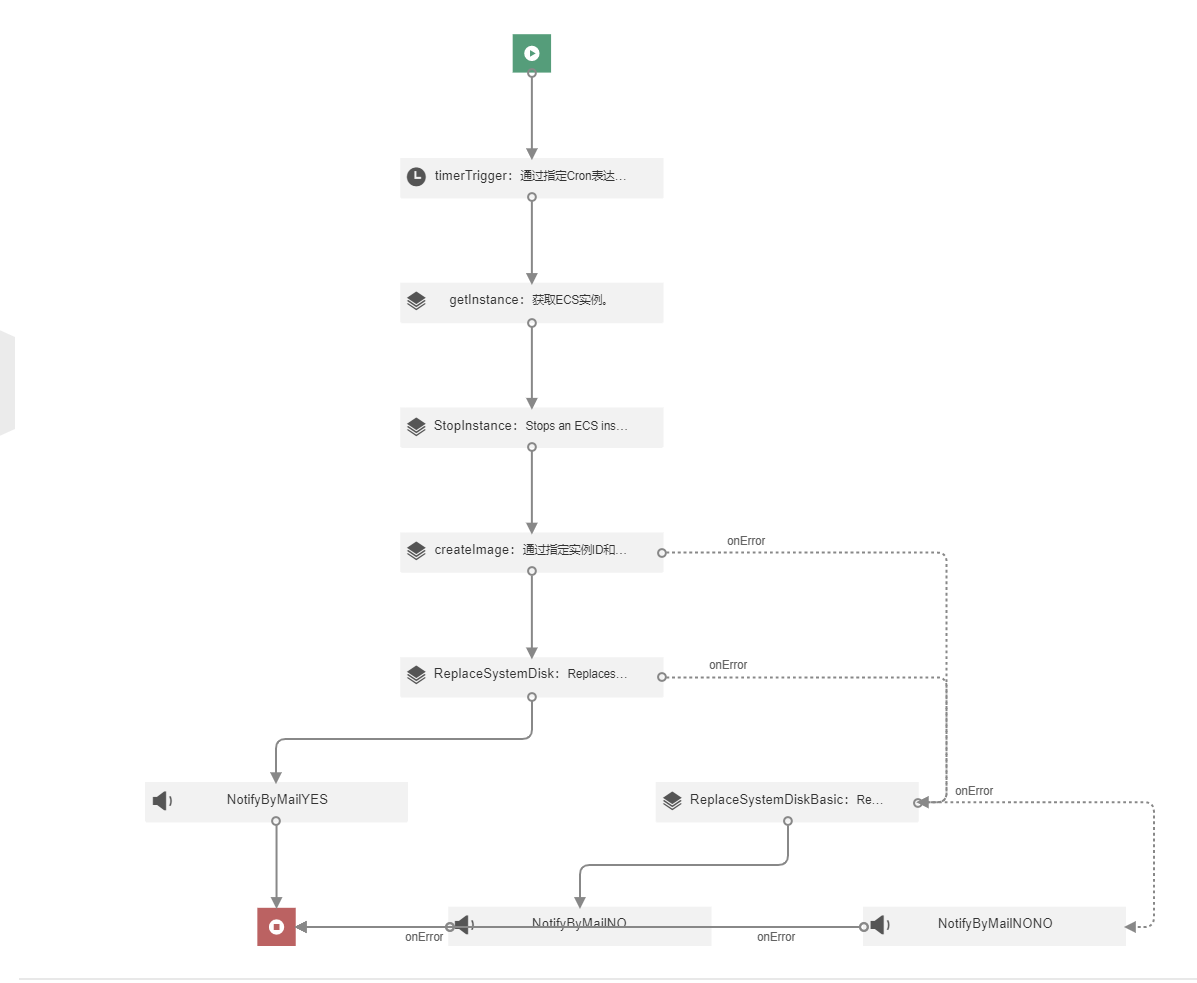 timerTrigger：通过指定Cron表达...
getInstance：获取ECS实例。
StopInstance：Stops an ECS ins...
onError
createImage：通过指定实例ID和...
onError
ReplaceSystemDisk：Replaces...
onError
NotifyByMailYES
ReplaceSystemDiskBasic：Re...
NotifyByMailNO
NotifyByMailNONO
onError
onError